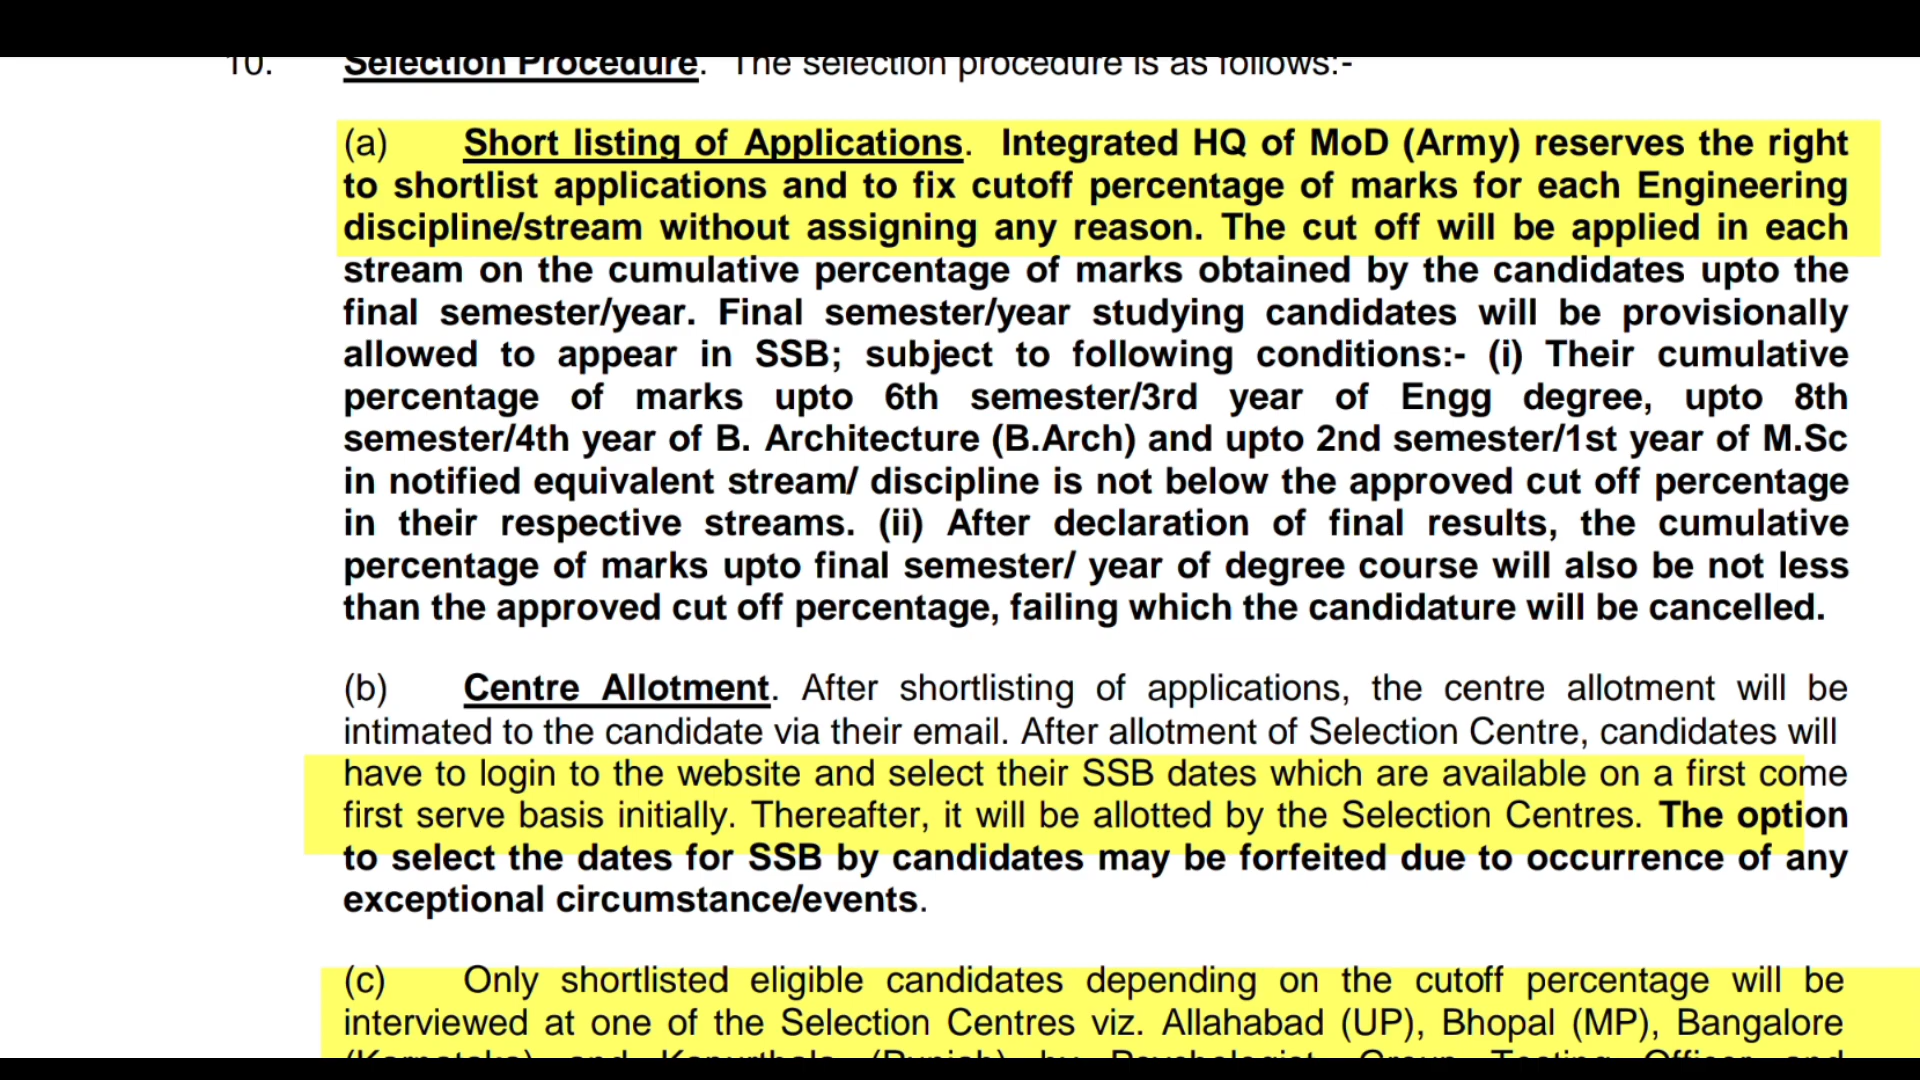 10. Selection Procedure. The selection procedure is as follows:-
(a) Short listing of Applications. Integrated HQ of MoD (Army) reserves the right
to shortlist applications and to fix cutoff percentage of marks for each Engineering
discipline/stream without assigning any reason. The cut off will be applied in each
stream on the cumulative percentage of marks obtained by the candidates upto the
final semester/year. Final semester/year studying candidates will be provisionally
allowed to appear in SSB; subject to following conditions:- (i) Their cumulative
percentage of marks upto 6th semester/3rd year of Engg degree, upto 8th
semester/4th year of B. Architecture (B.Arch) and upto 2nd semester/1st year of M.Sc
in notified equivalent stream/ discipline is not below the approved cut off percentage
in their respective streams. (ii) After declaration of final results, the cumulative
percentage of marks upto final semester/ year of degree course will also be not less
than the approved cut off percentage, failing which the candidature will be cancelled.
(b) Centre Allotment. After shortlisting of applications, the centre allotment will be
intimated to the candidate via their email. After allotment of Selection Centre, candidates will
have to login to the website and select their SSB dates which are available on a first come
first serve basis initially. Thereafter, it will be allotted by the Selection Centres. The option
to select the dates for SSB by candidates may be forfeited due to occurrence of any
exceptional circumstance/events.
(c) Only shortlisted eligible candidates depending on the cutoff percentage will be
interviewed at one of the Selection Centres viz. Allahabad (UP), Bhopal (MP), Bangalore
(Karnataka) and Kapurthala (Punjab) by Psychologist, Group Testing Officer and